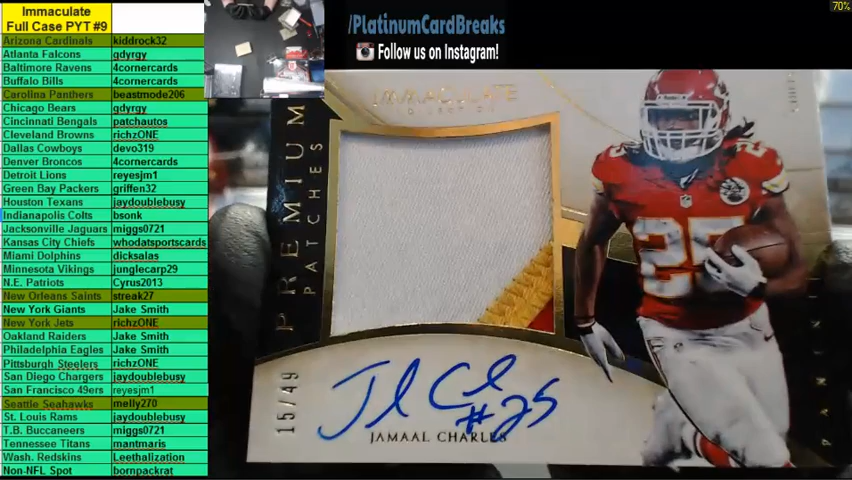 Immaculate
Full Case PYT #9
Arizona Cardinals kiddrock32
Atlanta Falcons gdyrgy
Baltimore Ravens 4cornercards
Buffalo Bills 4cornercards
Carolina Panthers beastmode206
Chicago Bears gdyrgy
Cincinnati Bengals patchautos
Cleveland Browns richzONE
Dallas Cowboys devo319
Denver Broncos 4cornercards
Detroit Lions reyesjm1
Green Bay Packers griffen32
Houston Texans jaydoublebusy
Indianapolis Colts bsonk
Jacksonville Jaguars miggs0721
Kansas City Chiefs whodatsportscards
Miami Dolphins dicksalas
Minnesota Vikings junglecarp29
N.E. Patriots Cyrus2013
New Orleans Saints streak27
New York Giants Jake Smith
New York Jets richzONE
Oakland Raiders Jake Smith
Philadelphia Eagles Jake Smith
Pittsburgh Steelers richzONE
San Diego Chargers jaydoublebusy
San Francisco 49ers reyesjm1
Seattle Seahawks melly270
St. Louis Rams jaydoublebusy
T.B. Buccaneers miggs0721
Tennessee Titans mantmaris
Wash. Redskins Leethalization
Non-NFL Spot bornpackrat
/PlatinumCardBreaks
Follow us on Instagram!
70%
IMMACULATE
COLLECTION
PREMIUM
PATCHES
CHIEFS
25
15/49
#25
JAMAAL CHARLES
PANINI